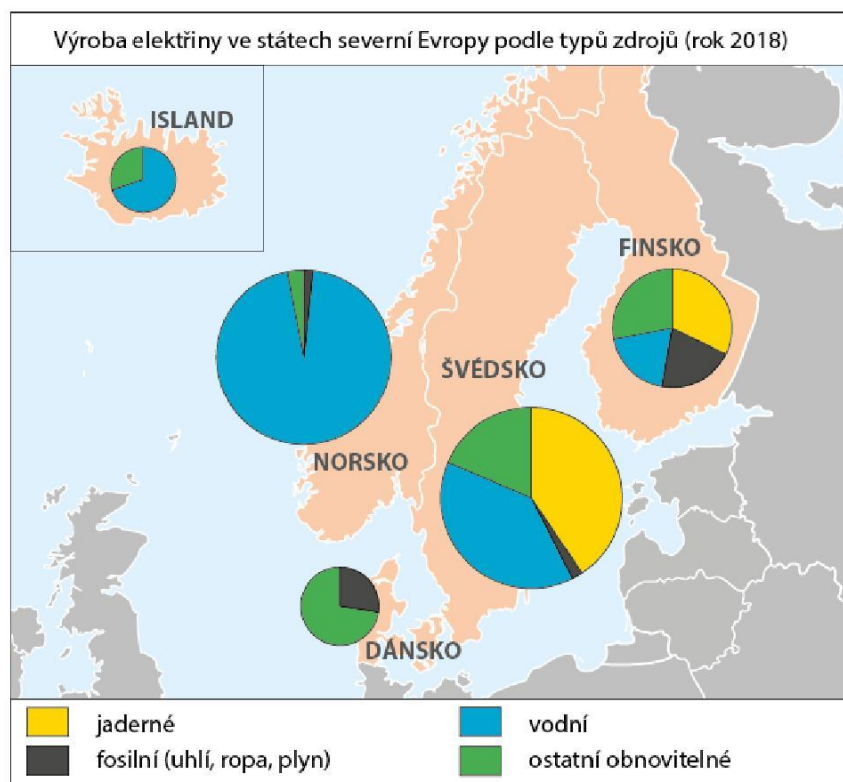 Výroba elektřiny ve státech severní Evropy podle typů zdrojů (rok 2018)
ISLAND
FINSKO
ŠVÉDSKO
NORSKO
DÁNSKO
jaderné
vodní
fosilní (uhlí, ropa, plyn)
ostatní obnovitelné